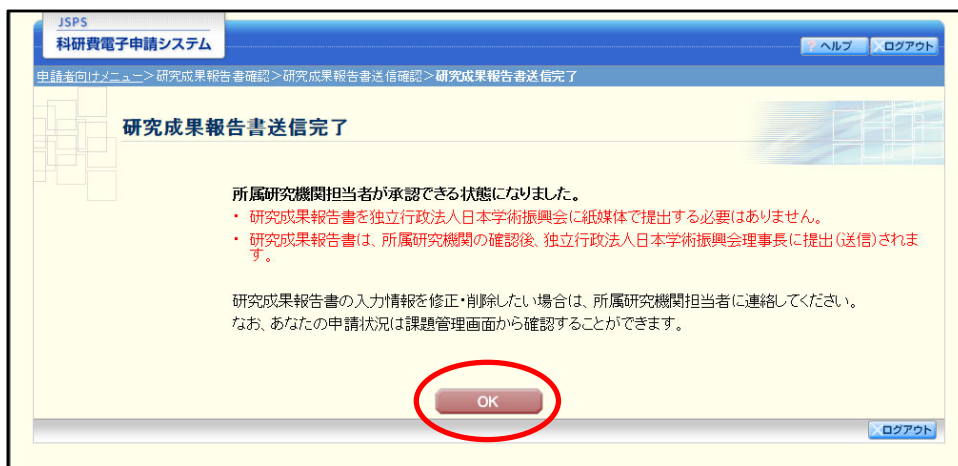 JSPS
科研費電子申請システム
? ヘルプ ×ログアウト
申請者向けメニュー>研究成果報告書確認>研究成果報告書送信確認>研究成果報告書送信完了
研究成果報告書送信完了
所属研究機関担当者が承認できる状態になりました。
・ 研究成果報告書を独立行政法人日本学術振興会に紙媒体で提出する必要はありません。
・ 研究成果報告書は、所属研究機関の確認後、独立行政法人日本学術振興会理事長に提出(送信)されま
す。
研究成果報告書の入力情報を修正・削除したい場合は、所属研究機関担当者に連絡してください。
なお、あなたの申請状況は課題管理画面から確認することができます。
OK
×ログアウト